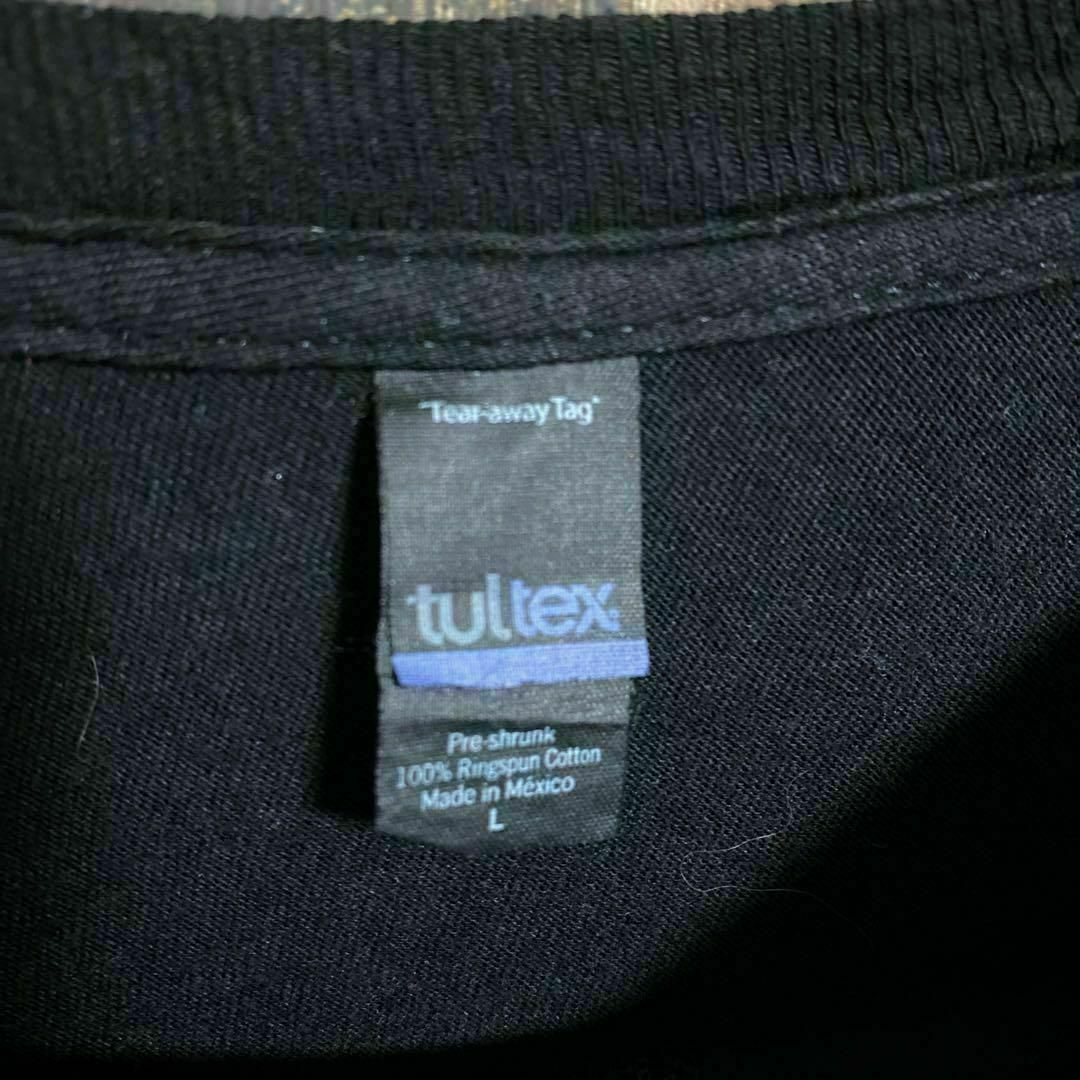 "Tear-away Tag"
tultex
Pre-shrunk
100% Ringspun Cotton
Made in México
L